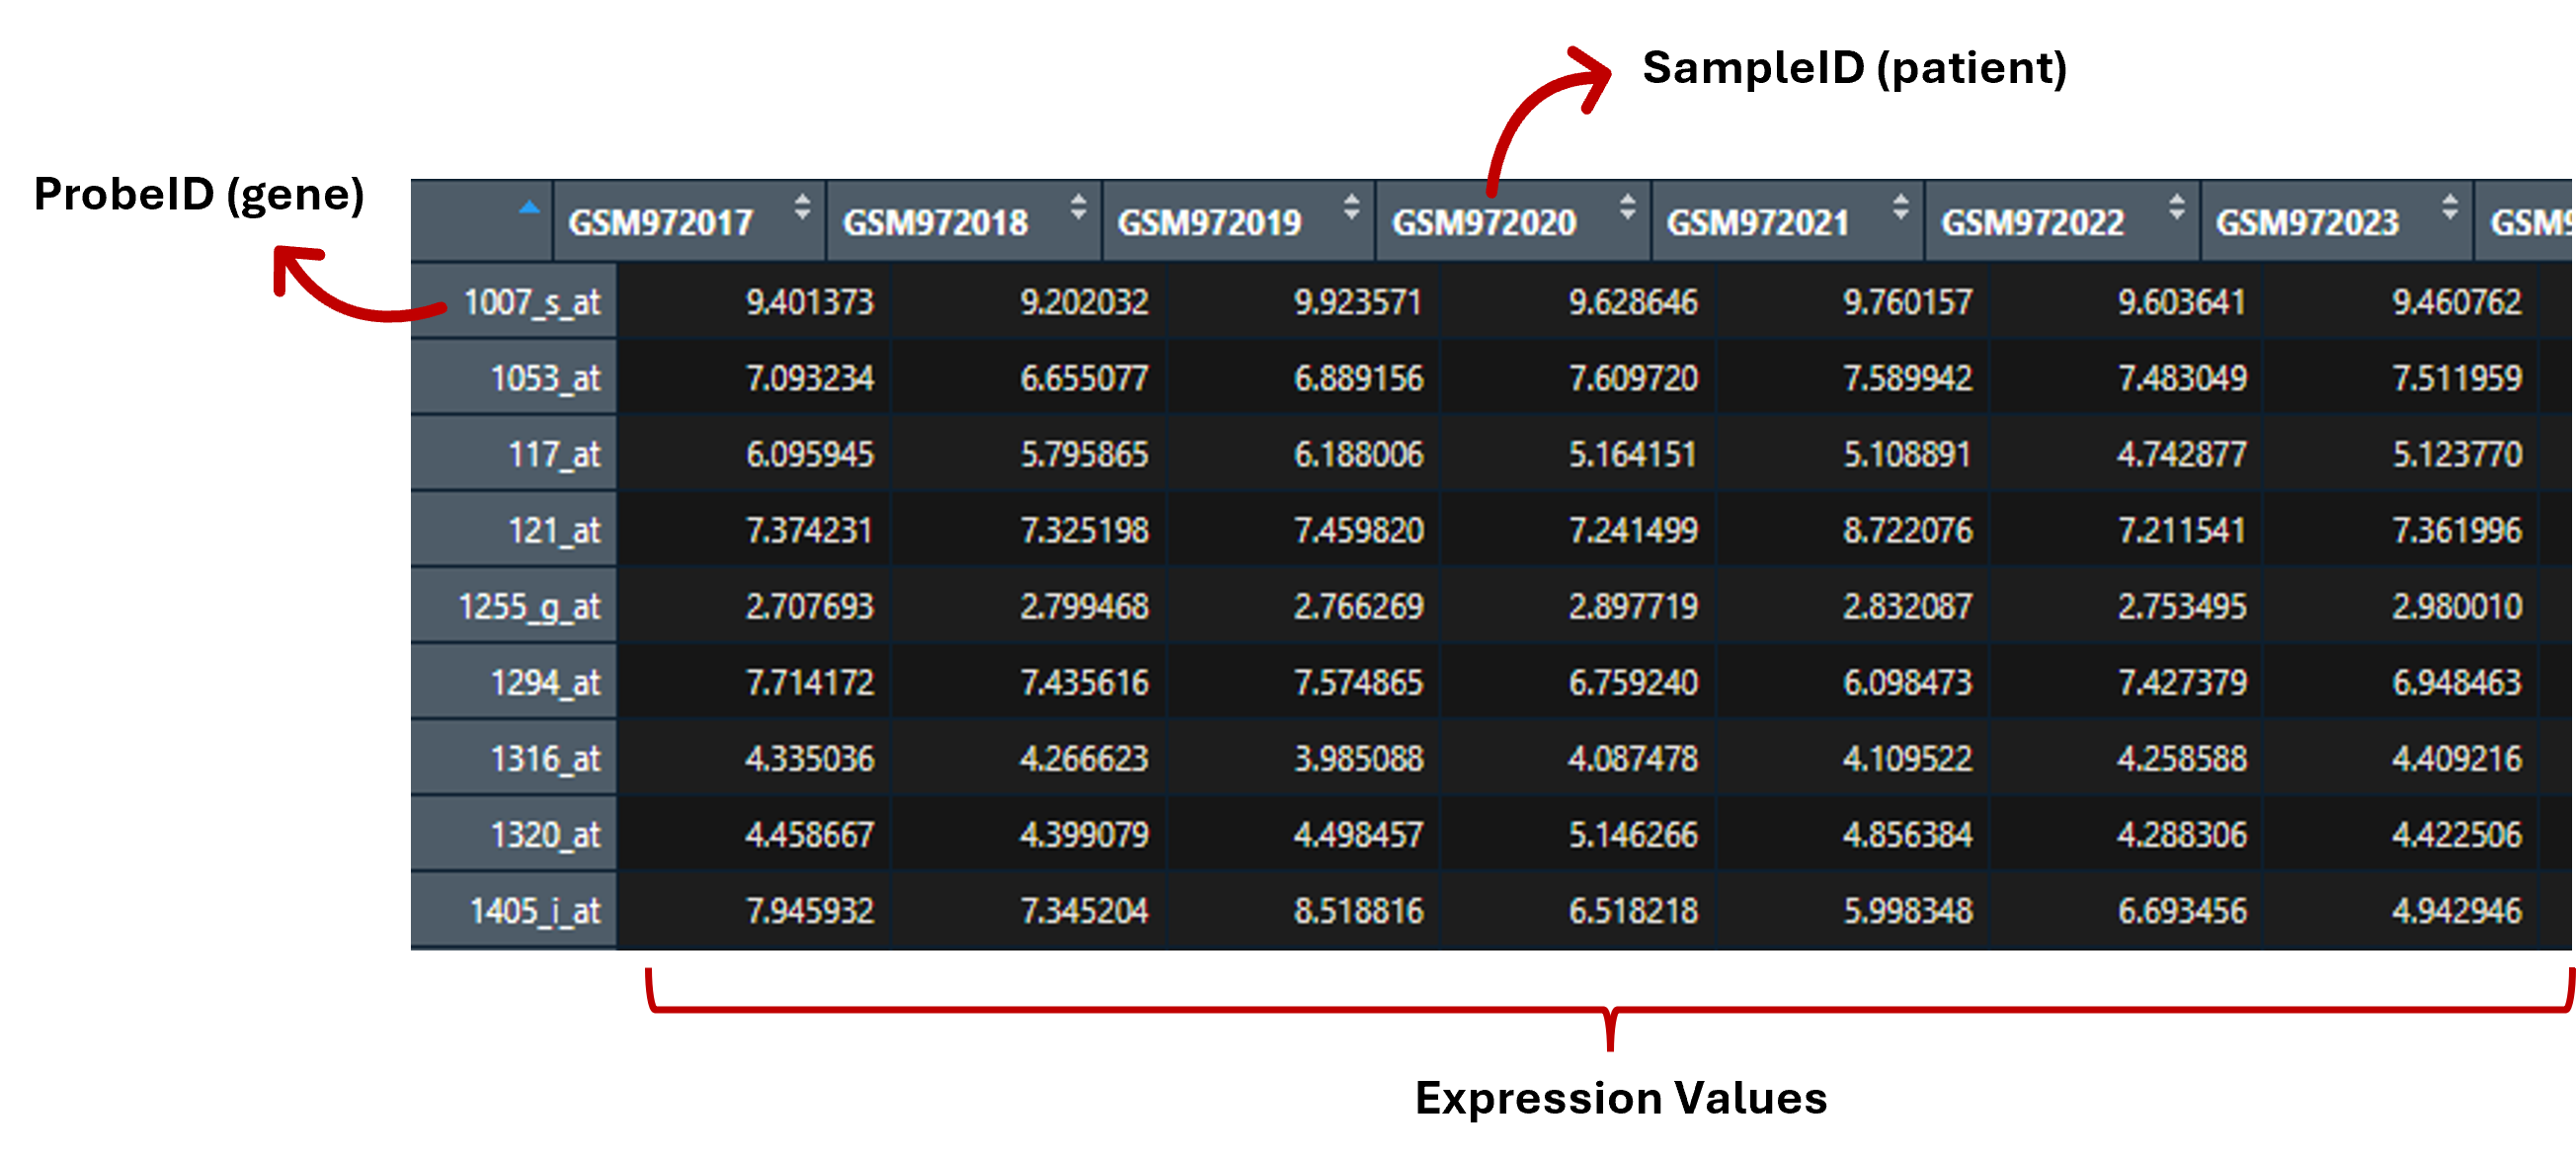 SampleID (patient)
ProbeID (gene)
GSM972017 GSM972018 GSM972019 GSM972020 GSM972021 GSM972022 GSM972023
1007_s_at 9.401373 9.202032 9.923571 9.628646 9.760157 9.603641 9.460762
1053_at 7.093234 6.655077 6.889156 7.609720 7.589942 7.483049 7.511959
117_at 6.095945 5.795865 6.188006 5.164151 5.108891 4.742877 5.123770
121_at 7.374231 7.325198 7.459820 7.241499 8.722076 7.211541 7.361996
1255_g_at 2.707693 2.799468 2.766269 2.897719 2.832087 2.753495 2.980010
1294_at 7.714172 7.435616 7.574865 6.759240 6.098473 7.427379 6.948463
1316_at 4.335036 4.266623 3.985088 4.087478 4.109522 4.258588 4.409216
1320_at 4.458667 4.399079 4.498457 5.146266 4.856384 4.288306 4.422506
1405_i_at 7.945932 7.345204 8.518816 6.518218 5.998348 6.693456 4.942946
Expression Values